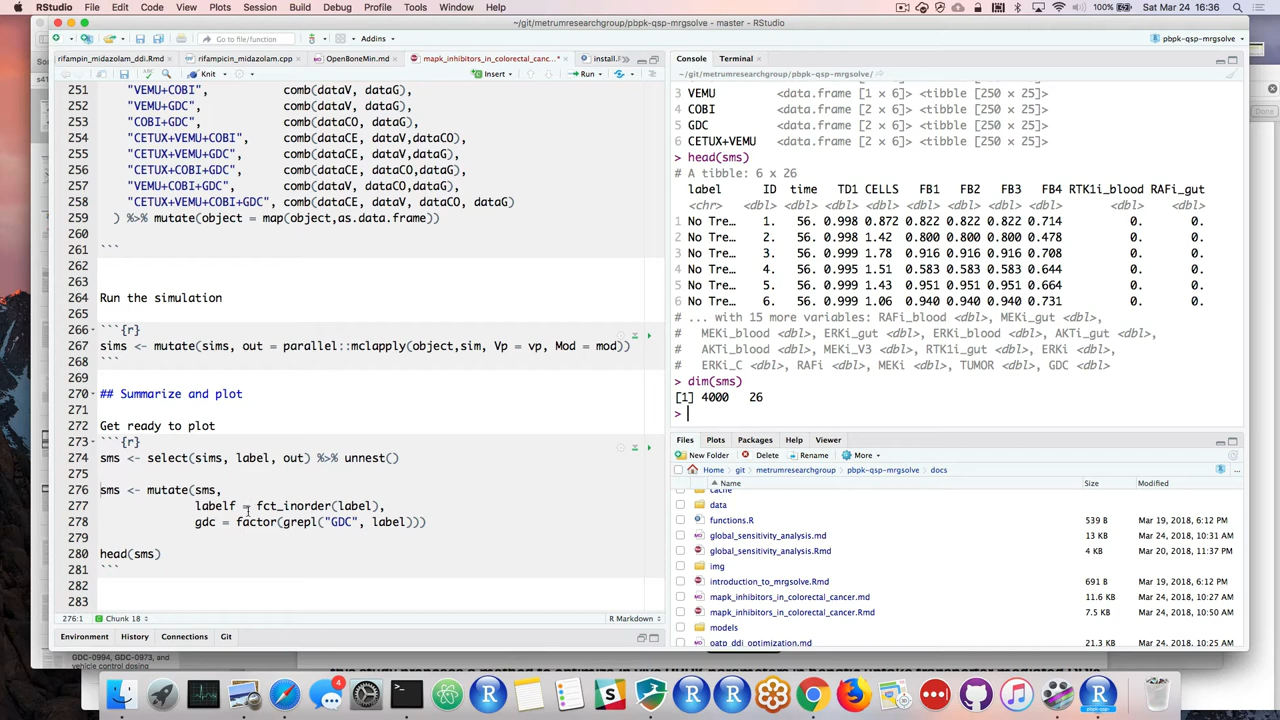 RStudio File Edit Code View Plots Session Build Debug Profile Tools Window Help 100% Sat Mar 24 16:36
~/git/metrumresearchgroup/pbpk-qsp-mrgsolve - master - RStudio
Go to file/function Addins pbpk-qsp-mrgsolve
rifampin_midazolam_ddi.Rmd rifampicin_midazolam.cpp OpenBoneMin.md mapk_inhibitors_in_colorectal_cancer...* install.R
Knit Insert Run
251 "VEMU+COBI", comb(dataV, dataG),
252 "VEMU+GDC", comb(dataV, dataG),
253 "COBI+GDC", comb(dataCO, dataG),
254 "CETUX+VEMU+COBI", comb(dataCE, dataV,dataCO),
255 "CETUX+VEMU+GDC", comb(dataCE, dataV,dataG),
256 "CETUX+COBI+GDC", comb(dataCE, dataCO,dataG),
257 "VEMU+COBI+GDC", comb(dataV, dataCO,dataG),
258 "CETUX+VEMU+COBI+GDC", comb(dataCE, dataV, dataCO, dataG)
259 ) %>% mutate(object = map(object,as.data.frame))
260
261 ```
262
263
264 Run the simulation
265
266 ```{r}
267 sims <- mutate(sims, out = parallel::mclapply(object,sim, Vp = vp, Mod = mod))
268 ```
269
270 ## Summarize and plot
271
272 Get ready to plot
273 ```{r}
274 sms <- select(sims, label, out) %>% unnest()
275
276 sms <- mutate(sms,
277 labelf = fct_inorder(label),
278 gdc = factor(grepl("GDC", label)))
279
280 head(sms)
281 ```
282
283
276:1 Chunk 18 R Markdown
Environment History Connections Git
Console Terminal
~/git/metrumresearchgroup/pbpk-qsp-mrgsolve/
3 VEMU <data.frame [1 × 6]> <tibble [250 × 25]>
4 COBI <data.frame [2 × 6]> <tibble [250 × 25]>
5 GDC <data.frame [2 × 6]> <tibble [250 × 25]>
6 CETUX+VEMU <data.frame [2 × 6]> <tibble [250 × 25]>
> head(sms)
# A tibble: 6 x 26
label ID time TD1 CELLS FB1 FB2 FB3 FB4 RTK1i_blood RAFi_gut
<chr> <dbl> <dbl> <dbl> <dbl> <dbl> <dbl> <dbl> <dbl> <dbl> <dbl>
1 No Tre… 1. 56. 0.998 0.872 0.822 0.822 0.822 0.714 0. 0.
2 No Tre… 2. 56. 0.998 1.42 0.800 0.800 0.800 0.478 0. 0.
3 No Tre… 3. 56. 0.999 1.78 0.916 0.916 0.916 0.708 0. 0.
4 No Tre… 4. 56. 0.995 1.51 0.583 0.583 0.583 0.644 0. 0.
5 No Tre… 5. 56. 0.999 1.43 0.951 0.951 0.951 0.664 0. 0.
6 No Tre… 6. 56. 0.999 1.06 0.940 0.940 0.940 0.731 0. 0.
# ... with 15 more variables: RAFi_blood <dbl>, MEKi_gut <dbl>,
# MEKi_blood <dbl>, ERKi_gut <dbl>, ERKi_blood <dbl>, AKTi_gut <dbl>,
# AKTi_blood <dbl>, MEKi_V3 <dbl>, RTK1i_gut <dbl>, ERKi <dbl>,
# ERKi_C <dbl>, RAFi <dbl>, MEKi <dbl>, TUMOR <dbl>, GDC <dbl>
> dim(sms)
[1] 4000 26
>
Files Plots Packages Help Viewer
New Folder Delete Rename More
Home git metrumresearchgroup pbpk-qsp-mrgsolve docs
Name Size Modified
cache
data
functions.R 539 B Mar 19, 2018, 6:12 PM
global_sensitivity_analysis.md 13 KB Mar 24, 2018, 10:31 AM
global_sensitivity_analysis.Rmd 4 KB Mar 20, 2018, 11:37 PM
img
introduction_to_mrgsolve.Rmd 691 B Mar 19, 2018, 6:12 PM
mapk_inhibitors_in_colorectal_cancer.md 11.6 KB Mar 24, 2018, 10:27 AM
mapk_inhibitors_in_colorectal_cancer.Rmd 7.5 KB Mar 24, 2018, 10:50 AM
models
oatp_ddi_optimization.md 21.3 KB Mar 24, 2018, 10:25 AM
GDC-0994, GDC-0973, and
vehicle control dosing
4
pbpk-qsp